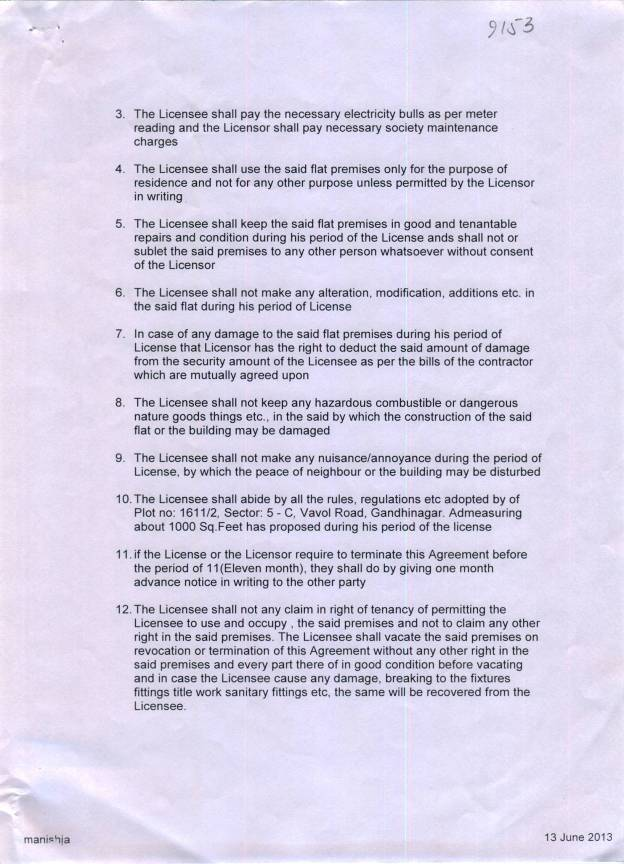 9153
3. The Licensee shall pay the necessary electricity bulls as per meter
reading and the Licensor shall pay necessary society maintenance
charges
4. The Licensee shall use the said flat premises only for the purpose of
residence and not for any other purpose unless permitted by the Licensor
in writing
5. The Licensee shall keep the said flat premises in good and tenantable
repairs and condition during his period of the License ands shall not or
sublet the said premises to any other person whatsoever without consent
of the Licensor
6. The Licensee shall not make any alteration, modification, additions etc. in
the said flat during his period of License
7. In case of any damage to the said flat premises during his period of
License that Licensor has the right to deduct the said amount of damage
from the security amount of the Licensee as per the bills of the contractor
which are mutually agreed upon
8. The Licensee shall not keep any hazardous combustible or dangerous
nature goods things etc., in the said by which the construction of the said
flat or the building may be damaged
9. The Licensee shall not make any nuisance/annoyance during the period of
License, by which the peace of neighbour or the building may be disturbed
10. The Licensee shall abide by all the rules, regulations etc adopted by of
Plot no: 1611/2, Sector: 5 - C, Vavol Road, Gandhinagar. Admeasuring
about 1000 Sq.Feet has proposed during his period of the license
11. if the License or the Licensor require to terminate this Agreement before
the period of 11(Eleven month), they shall do by giving one month
advance notice in writing to the other party
12. The Licensee shall not any claim in right of tenancy of permitting the
Licensee to use and occupy , the said premises and not to claim any other
right in the said premises. The Licensee shall vacate the said premises on
revocation or termination of this Agreement without any other right in the
said premises and every part there of in good condition before vacating
and in case the Licensee cause any damage, breaking to the fixtures
fittings title work sanitary fittings etc, the same will be recovered from the
Licensee.
manishja
13 June 2013